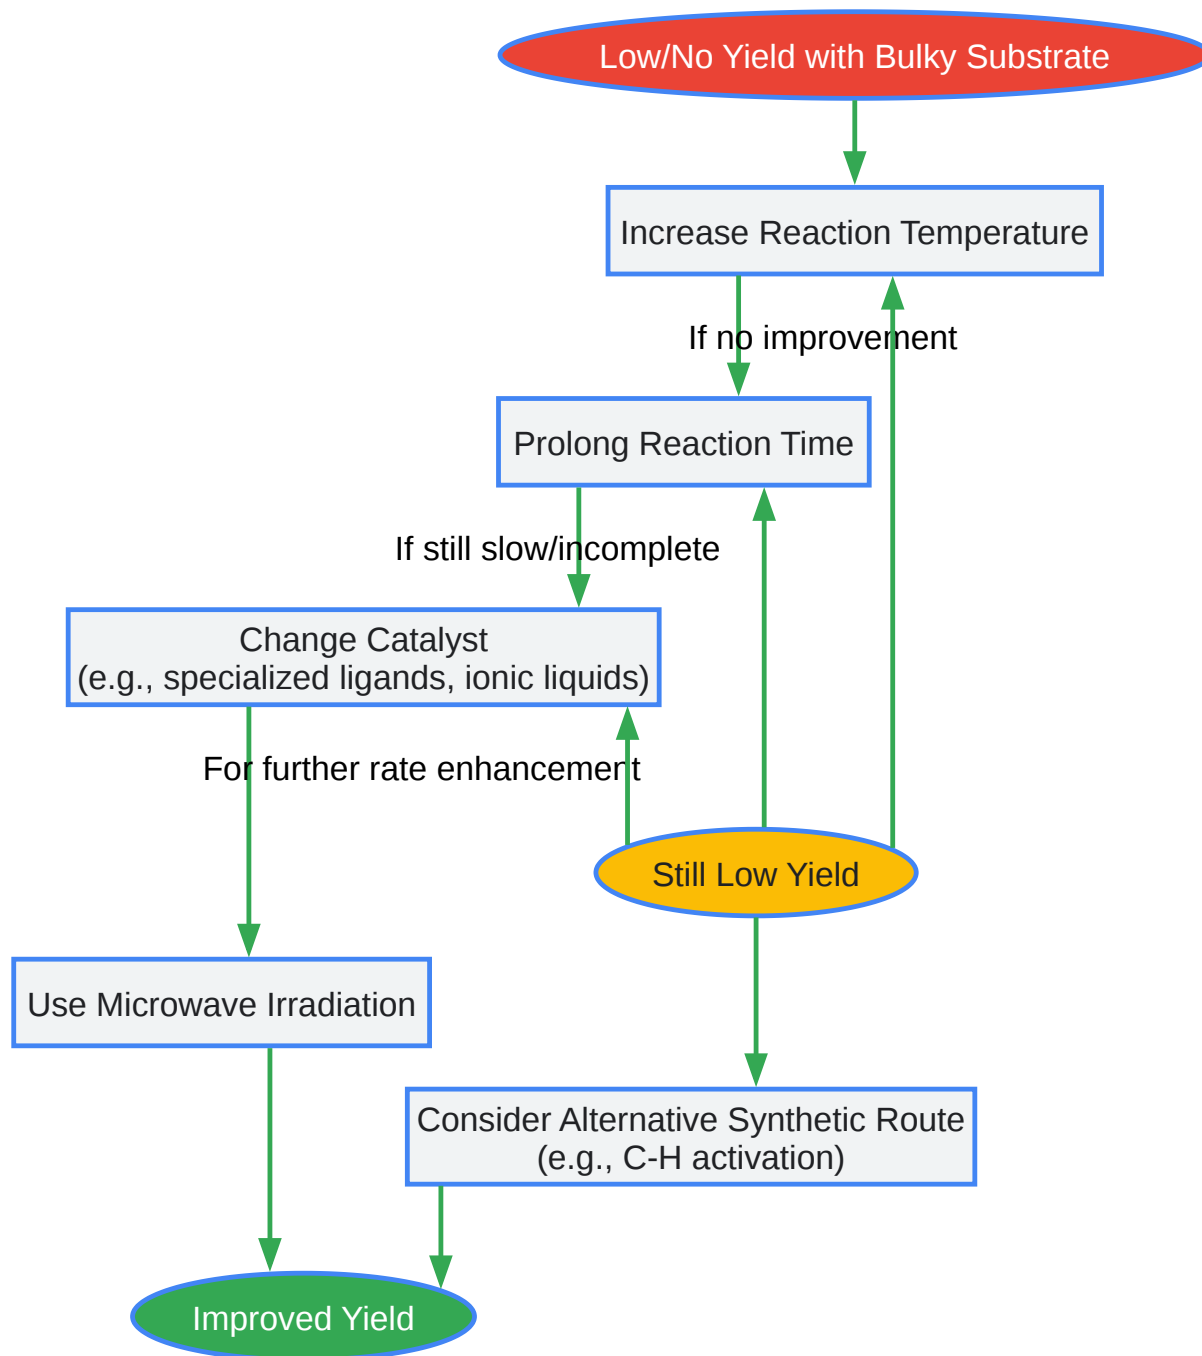 Low/No Yield with Bulky Substrate
Increase Reaction Temperature
If no improvement
Prolong Reaction Time
If still slow/incomplete
Change Catalyst
(e.g., specialized ligands, ionic liquids)
For further rate enhancement
Still Low Yield
Use Microwave Irradiation
Consider Alternative Synthetic Route
(e.g., C-H activation)
Improved Yield